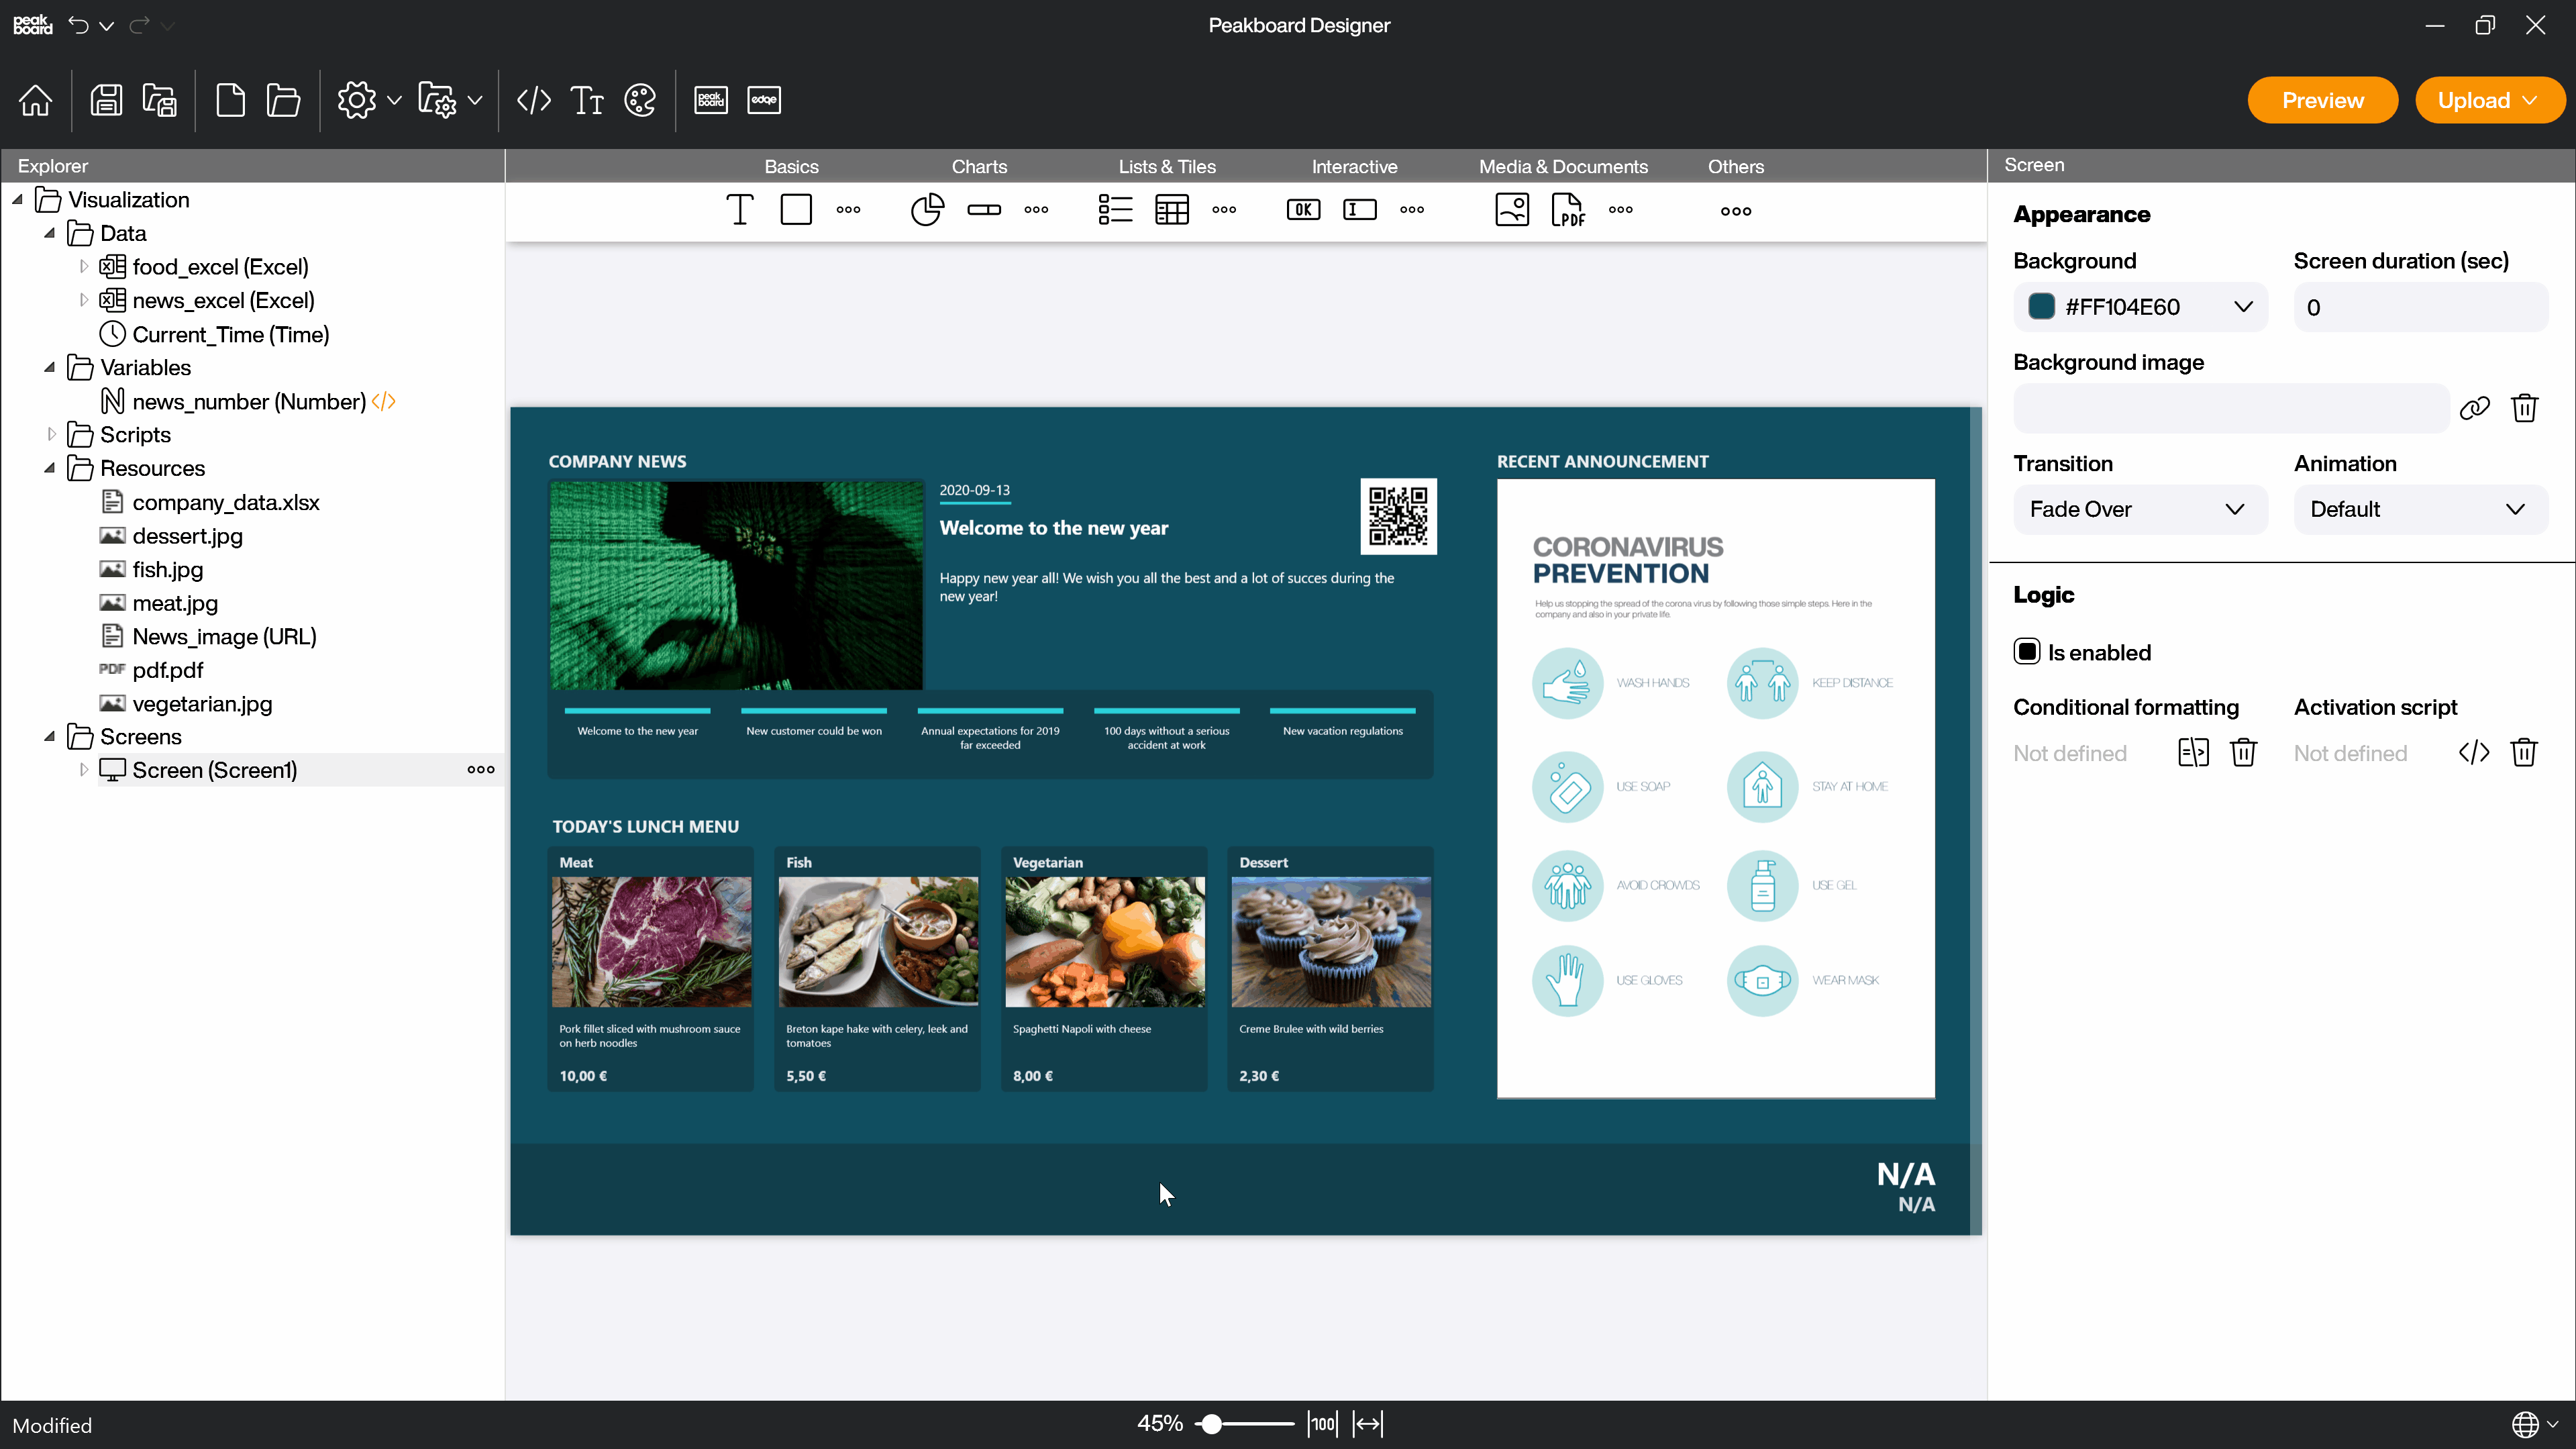 peak
board
Peakboard Designer
peak
board
edge
Preview
Upload
Explorer
Basics
Charts
Lists & Tiles
Interactive
Media & Documents
Others
Screen
OK
PDF
Visualization
Data
food_excel (Excel)
news_excel (Excel)
Current_Time (Time)
Variables
news_number (Number)
Scripts
Resources
company_data.xlsx
dessert.jpg
fish.jpg
meat.jpg
News_image (URL)
PDF pdf.pdf
vegetarian.jpg
Screens
Screen (Screen1)
COMPANY NEWS
2020-09-13
Welcome to the new year
Happy new year all! We wish you all the best and a lot of succes during the
new year!
Welcome to the new year
New customer could be won
Annual expectations for 2019
far exceeded
100 days without a serious
accident at work
New vacation regulations
TODAY'S LUNCH MENU
Meat
Pork fillet sliced with mushroom sauce
on herb noodles
10,00 €
Fish
Breton kape hake with celery, leek and
tomatoes
5,50 €
Vegetarian
Spaghetti Napoli with cheese
8,00 €
Dessert
Creme Brulee with wild berries
2,30 €
RECENT ANNOUNCEMENT
CORONAVIRUS
PREVENTION
Help us stopping the spread of the corona virus by following those simple steps. Here in the
company and also in your private life.
WASH HANDS
KEEP DISTANCE
USE SOAP
STAY AT HOME
AVOID CROWDS
USE GEL
USE GLOVES
WEAR MASK
N/A
N/A
Appearance
Background
Screen duration (sec)
#FF104E60
0
Background image
Transition
Animation
Fade Over
Default
Logic
Is enabled
Conditional formatting
Activation script
Not defined
Not defined
Modified
45%
100